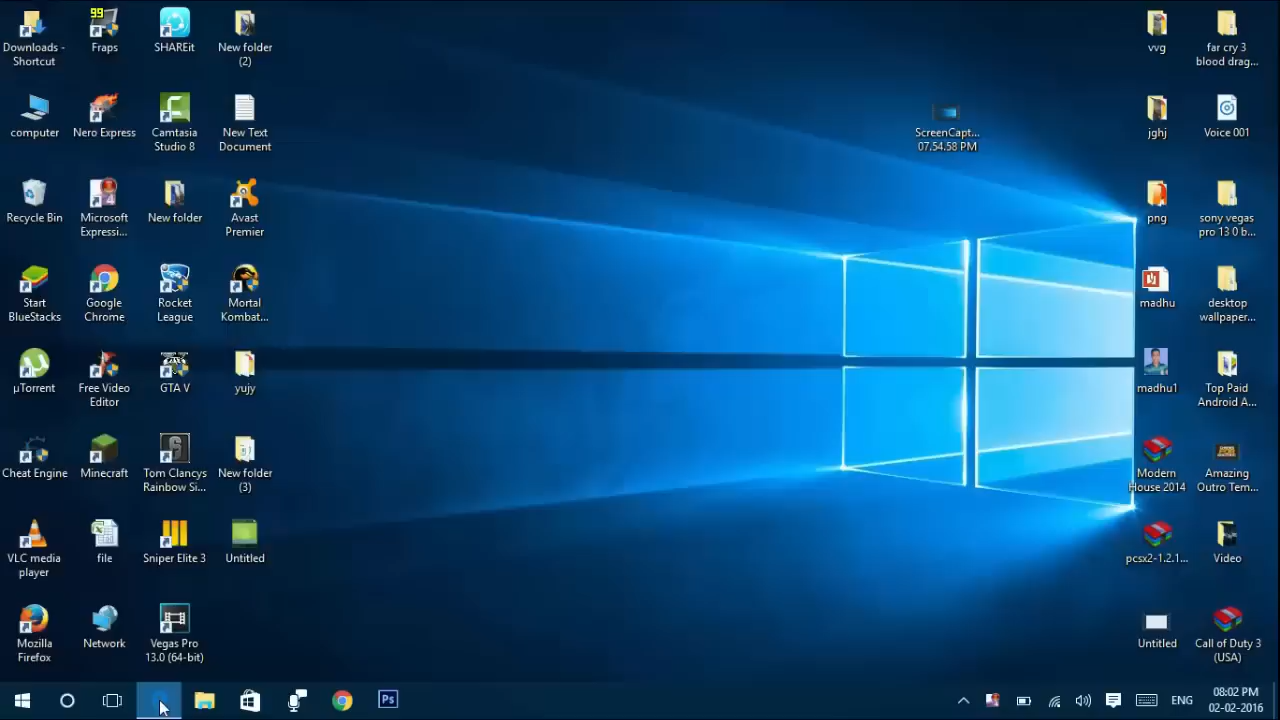 99
Downloads -
Shortcut
Fraps
SHAREit
New folder
(2)
computer
Nero Express
Camtasia
Studio 8
New Text
Document
Recycle Bin
Microsoft
Expressi...
New folder
Avast
Premier
Start
BlueStacks
Google
Chrome
Rocket
League
Mortal
Kombat...
µTorrent
Free Video
Editor
GTA V
yujy
Cheat Engine
Minecraft
Tom Clancys
Rainbow Si...
New folder
(3)
VLC media
player
file
Sniper Elite 3
Untitled
Mozilla
Firefox
Network
Vegas Pro
13.0 (64-bit)
ScreenCapt...
07.54.58 PM
vvg
far cry 3
blood drag...
jghj
Voice 001
png
sony vegas
pro 13 0 b...
madhu
desktop
wallpaper...
madhu1
Top Paid
Android A...
Modern
House 2014
Amazing
Outro Tem...
pcsx2-1.2.1...
Video
Untitled
Call of Duty 3
(USA)
Ps
ENG
08:02 PM
02-02-2016